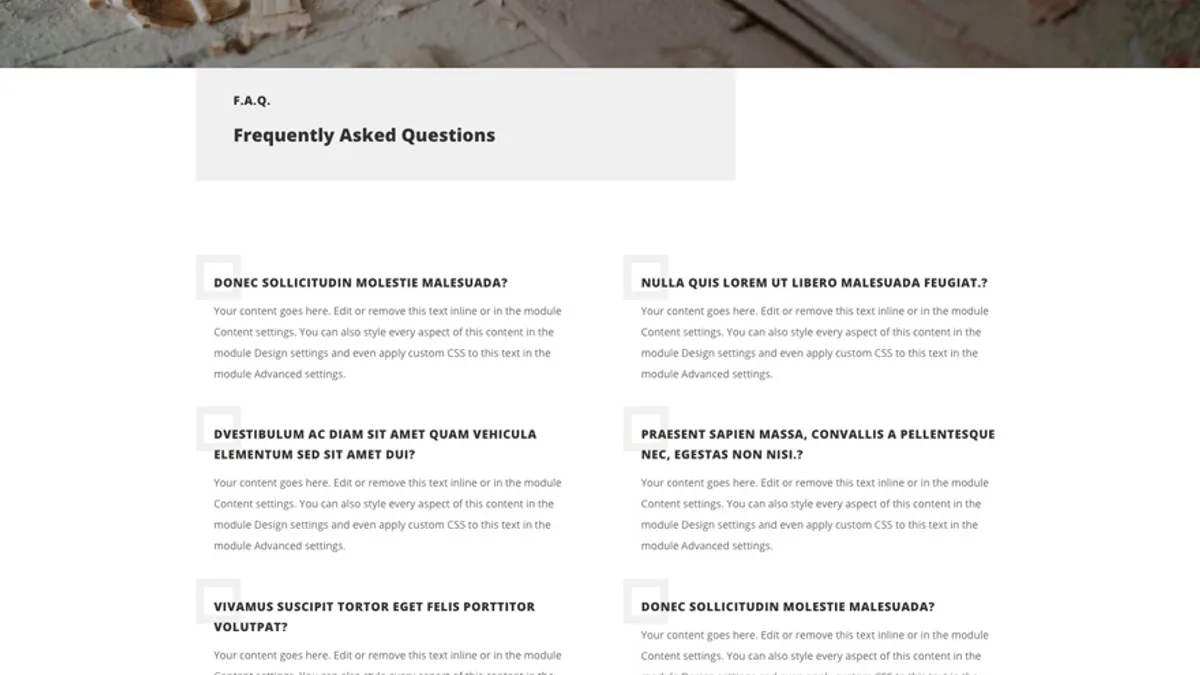 F.A.Q.
Frequently Asked Questions
DONEC SOLLICITUDIN MOLESTIE MALESUADA?
Your content goes here. Edit or remove this text inline or in the module
Content settings. You can also style every aspect of this content in the
module Design settings and even apply custom CSS to this text in the
module Advanced settings.
NULLA QUIS LOREM UT LIBERO MALESUADA FEUGIAT.?
Your content goes here. Edit or remove this text inline or in the module
Content settings. You can also style every aspect of this content in the
module Design settings and even apply custom CSS to this text in the
module Advanced settings.
DVESTIBULUM AC DIAM SIT AMET QUAM VEHICULA
ELEMENTUM SED SIT AMET DUI?
Your content goes here. Edit or remove this text inline or in the module
Content settings. You can also style every aspect of this content in the
module Design settings and even apply custom CSS to this text in the
module Advanced settings.
PRAESENT SAPIEN MASSA, CONVALLIS A PELLENTESQUE
NEC, EGESTAS NON NISI.?
Your content goes here. Edit or remove this text inline or in the module
Content settings. You can also style every aspect of this content in the
module Design settings and even apply custom CSS to this text in the
module Advanced settings.
VIVAMUS SUSCIPIT TORTOR EGET FELIS PORTTITOR
VOLUTPAT?
Your content goes here. Edit or remove this text inline or in the module
DONEC SOLLICITUDIN MOLESTIE MALESUADA?
Your content goes here. Edit or remove this text inline or in the module
Content settings. You can also style every aspect of this content in the